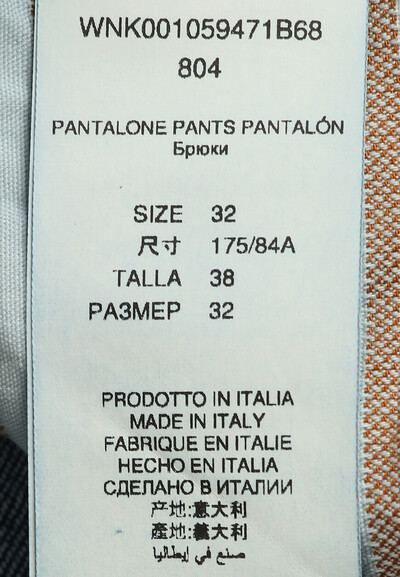 WNK001059471B68
804
PANTALONE PANTS PANTALÓN
Брюки
SIZE 32
尺寸 175/84A
TALLA 38
РАЗМЕР 32
PRODOTTO IN ITALIA
MADE IN ITALY
FABRIQUE EN ITALIE
HECHO EN ITALIA
СДЕЛАНО В ИТАЛИИ
产地:意大利
產地:義大利
صنع في إيطاليا